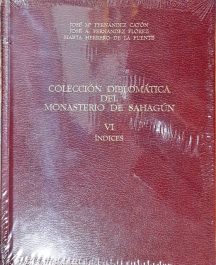 JOSÉ Mª FERNÁNDEZ CATÓN
JOSÉ A. FERNÁNDEZ FLÓREZ
MARTA HERRERO DE LA FUENTE
COLECCIÓN DIPLOMÁTICA
DEL
MONASTERIO DE SAHAGÚN
VI
ÍNDICES